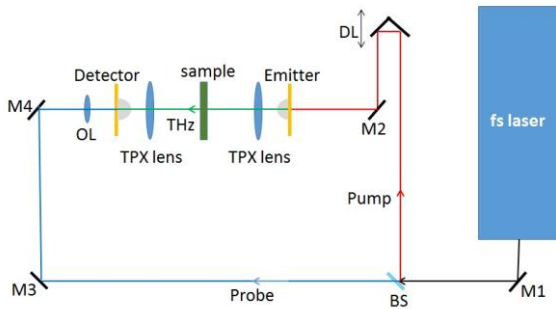 DL
Detector
sample
Emitter
M4
OL
THz
M2
fs laser
TPX lens
TPX lens
Pump
M3
Probe
BS
M1